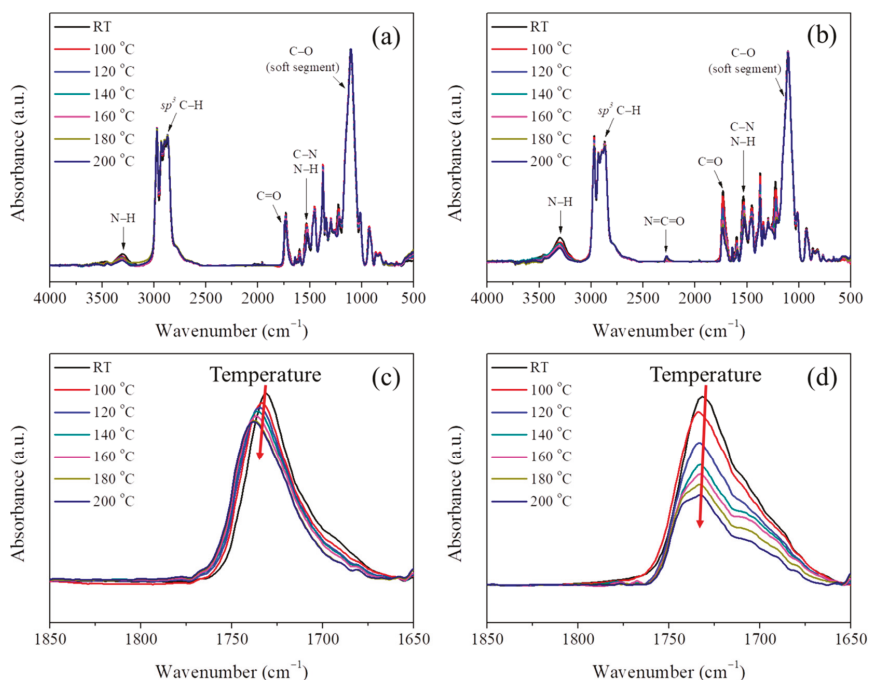 RT
100 °C
120 °C
140 °C
160 °C
180 °C
200 °C
(a)
C–O
(soft segment)
sp³ C–H
C–N
N–H
C=O
N–H
Absorbance (a.u.)
4000 3500 3000 2500 2000 1500 1000 500
Wavenumber (cm⁻¹)
RT
100 °C
120 °C
140 °C
160 °C
180 °C
200 °C
(b)
C–O
(soft segment)
sp³ C–H
C–N
N–H
C=O
N–H
N=C=O
Absorbance (a.u.)
4000 3500 3000 2500 2000 1500 1000 500
Wavenumber (cm⁻¹)
RT
100 °C
120 °C
140 °C
160 °C
180 °C
200 °C
Temperature
(c)
Absorbance (a.u.)
1850 1800 1750 1700 1650
Wavenumber (cm⁻¹)
RT
100 °C
120 °C
140 °C
160 °C
180 °C
200 °C
Temperature
(d)
Absorbance (a.u.)
1850 1800 1750 1700 1650
Wavenumber (cm⁻¹)